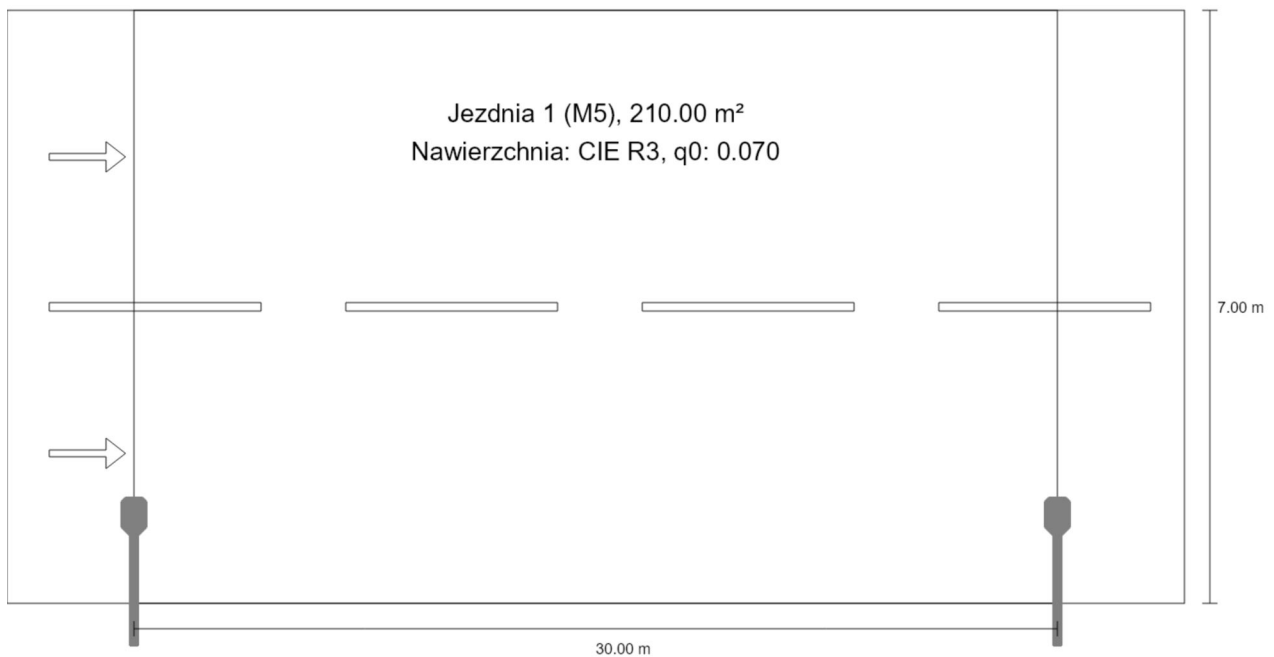 Jezdnia 1 (M5), 210.00 m²
Nawierzchnia: CIE R3, q0: 0.070
7.00 m
30.00 m